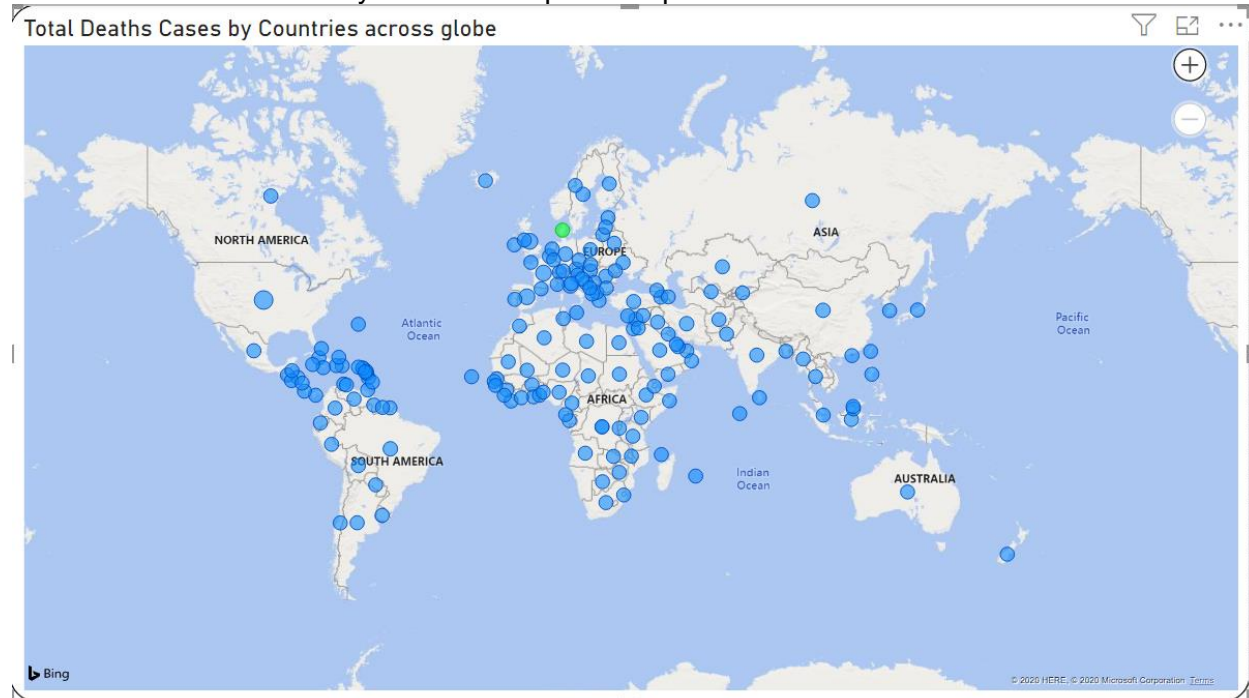 Total Deaths Cases by Countries across globe
NORTH AMERICA
EUROPE
ASIA
Atlantic
Ocean
Pacific
Ocean
AFRICA
SOUTH AMERICA
Indian
Ocean
AUSTRALIA
Bing
© 2020 HERE, © 2020 Microsoft Corporation Terms